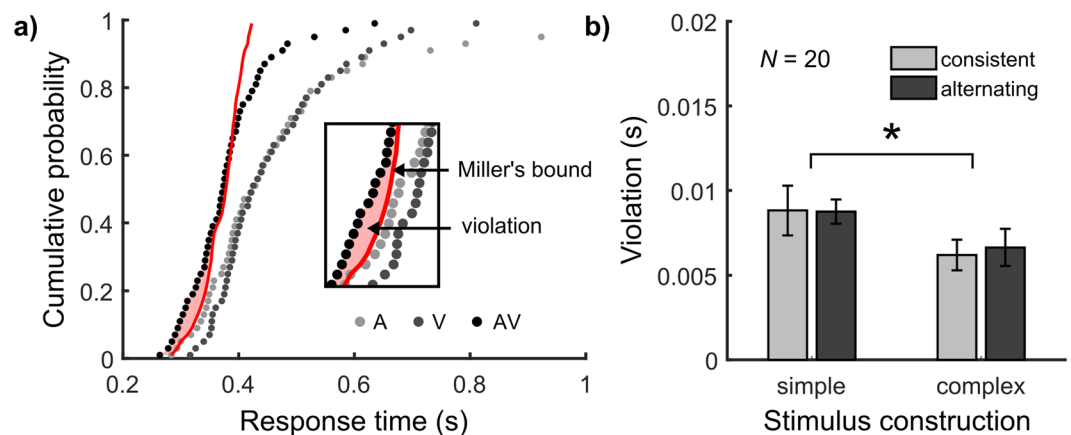 a)
Cumulative probability
1
0.8
0.6
0.4
0.2
0
0.2
0.4
0.6
0.8
1
Response time (s)
Miller's bound
violation
A
V
AV
b)
Violation (s)
0.02
0.015
0.01
0.005
0
N = 20
consistent
alternating
*
simple
complex
Stimulus construction